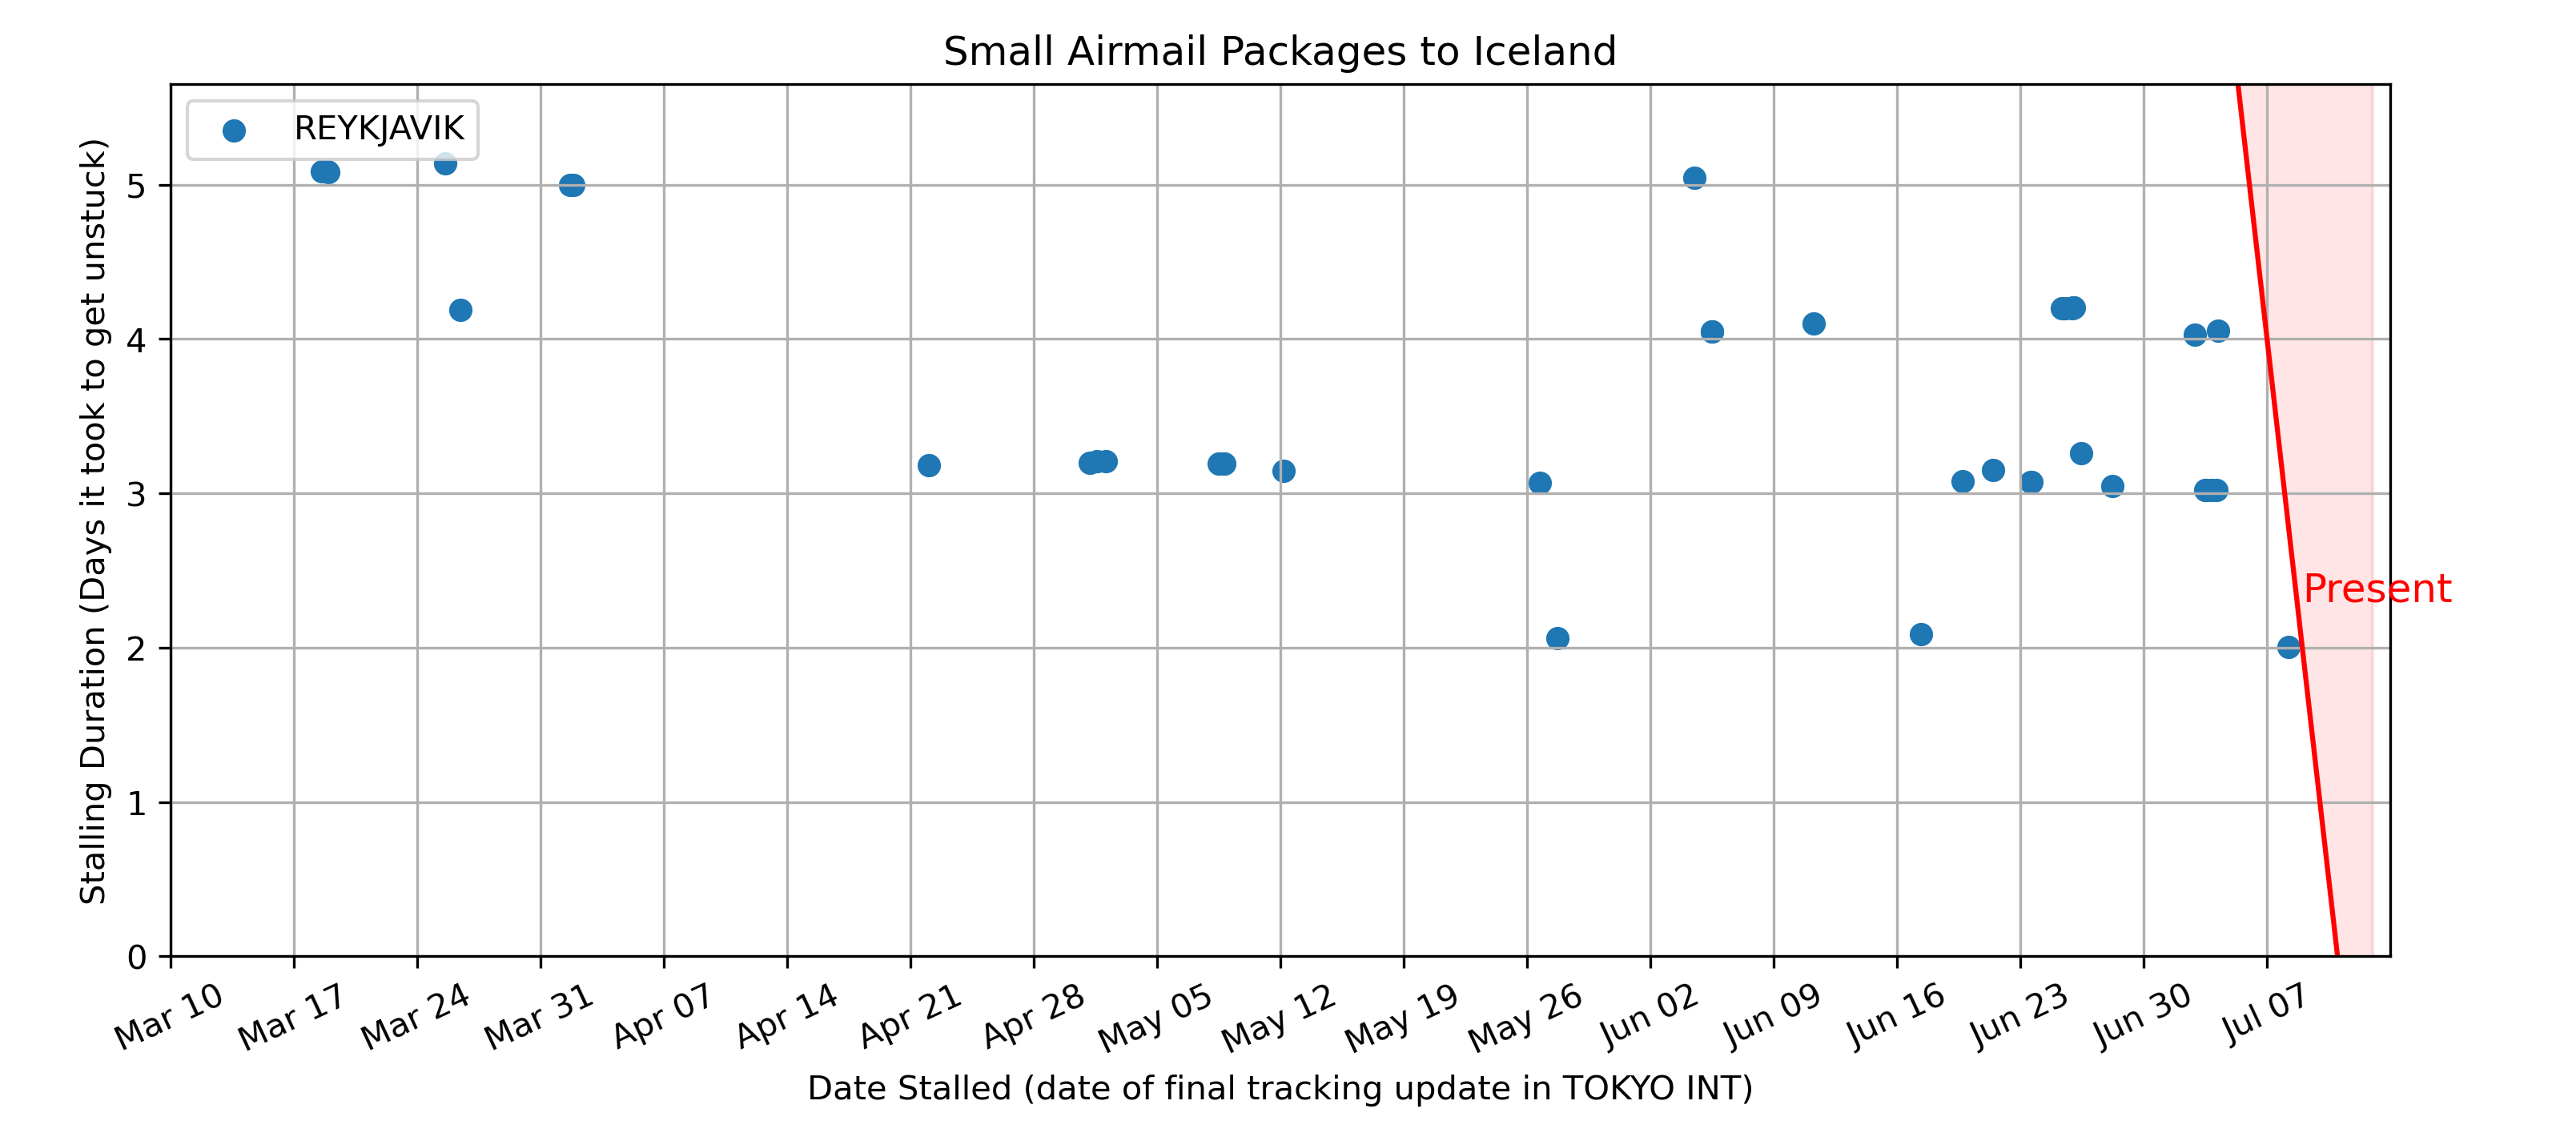 Small Airmail Packages to Iceland
REYKJAVIK
Stalling Duration (Days it took to get unstuck)
5
4
3
2
1
0
Present
Mar 10 Mar 17 Mar 24 Mar 31 Apr 07 Apr 14 Apr 21 Apr 28 May 05 May 12 May 19 May 26 Jun 02 Jun 09 Jun 16 Jun 23 Jun 30 Jul 07
Date Stalled (date of final tracking update in TOKYO INT)